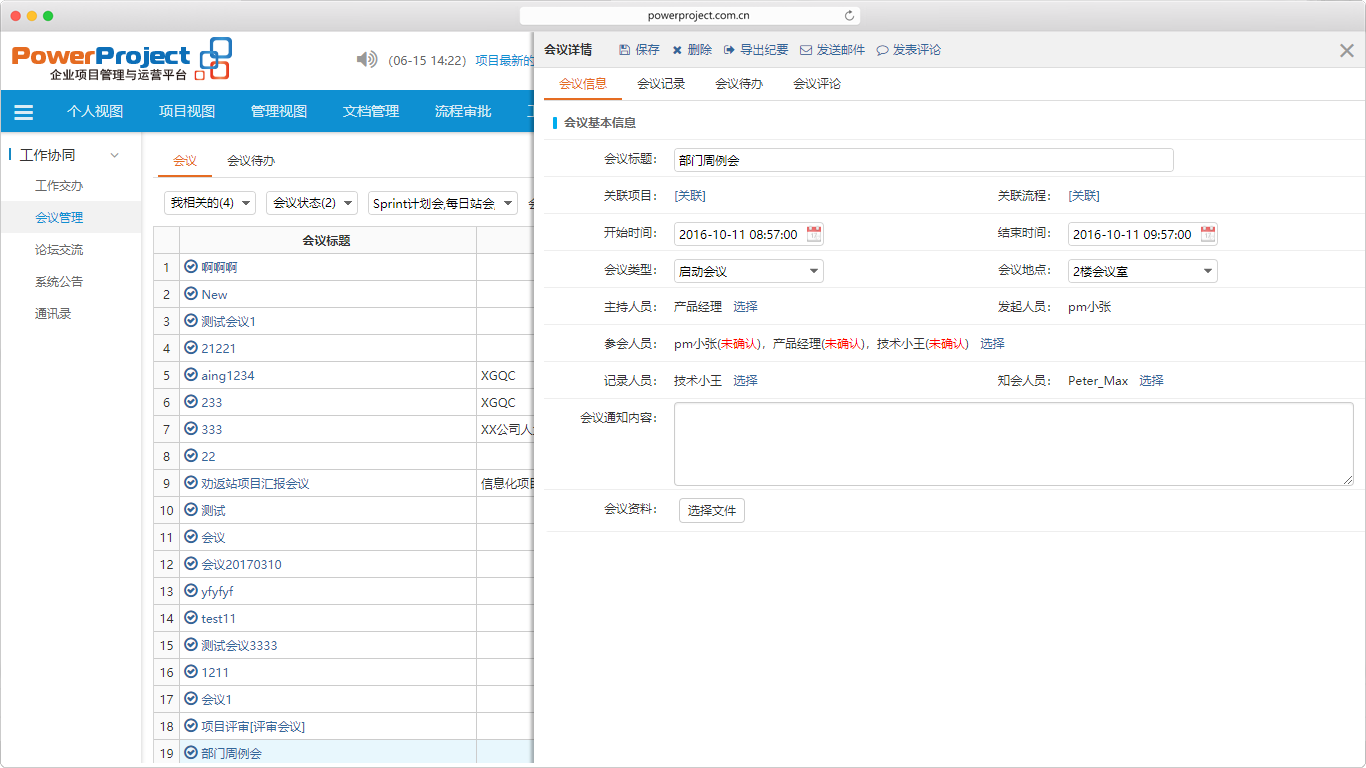 powerproject.com.cn
PowerProject
企业项目管理与运营平台
(06-15 14:22) 项目最新的
个人视图 项目视图 管理视图 文档管理 流程审批
工作协同
工作交办
会议管理
论坛交流
系统公告
通讯录
会议 会议待办
我相关的(4) 会议状态(2) Sprint计划会,每日站会
会议标题
1 啊啊啊
2 New
3 测试会议1
4 21221
5 aing1234 XGQC
6 233 XGQC
7 333 XX公司人
8 22
9 劝返站项目汇报会议 信息化项目
10 测试
11 会议
12 会议20170310
13 yfyfyf
14 test11
15 测试会议3333
16 1211
17 会议1
18 项目评审[评审会议]
19 部门周例会
会议详情 保存 删除 导出纪要 发送邮件 发表评论
会议信息 会议记录 会议待办 会议评论
会议基本信息
会议标题: 部门周例会
关联项目: [关联] 关联流程: [关联]
开始时间: 2016-10-11 08:57:00 结束时间: 2016-10-11 09:57:00
会议类型: 启动会议 会议地点: 2楼会议室
主持人员: 产品经理 选择 发起人员: pm小张
参会人员: pm小张(未确认), 产品经理(未确认), 技术小王(未确认) 选择
记录人员: 技术小王 选择 知会人员: Peter_Max 选择
会议通知内容:
会议资料: 选择文件